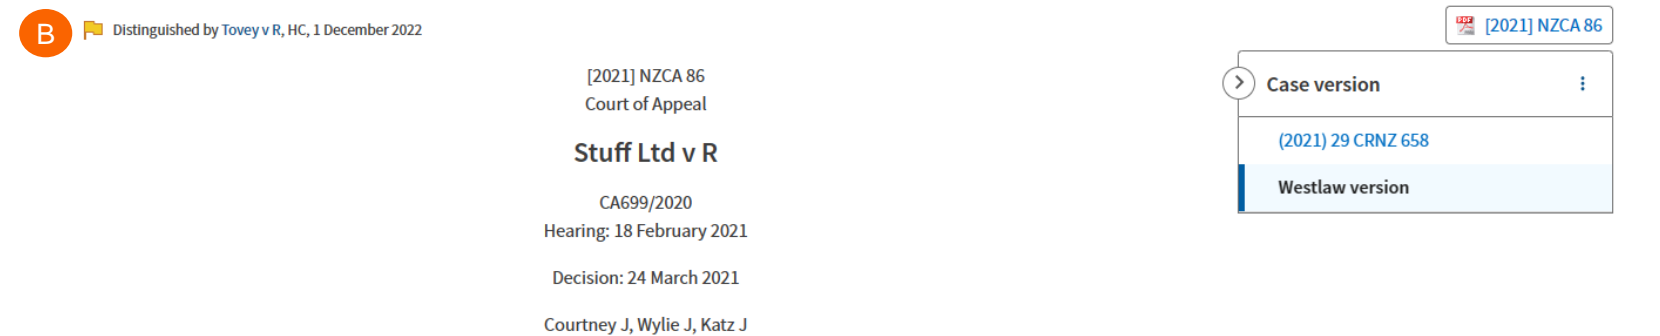 B
Distinguished by Tovey v R, HC, 1 December 2022
PDF
[2021] NZCA 86
[2021] NZCA 86
Court of Appeal
Stuff Ltd v R
CA699/2020
Hearing: 18 February 2021
Decision: 24 March 2021
Courtney J, Wylie J, Katz J
Case version
(2021) 29 CRNZ 658
Westlaw version